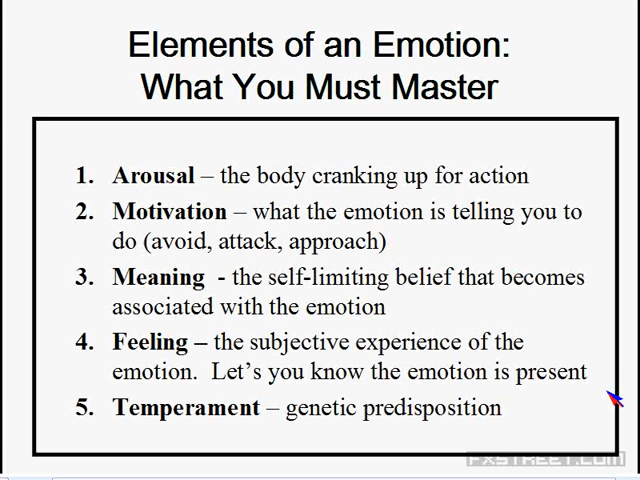 Elements of an Emotion:
What You Must Master
1. Arousal – the body cranking up for action
2. Motivation – what the emotion is telling you to
do (avoid, attack, approach)
3. Meaning - the self-limiting belief that becomes
associated with the emotion
4. Feeling – the subjective experience of the
emotion. Let's you know the emotion is present
5. Temperament – genetic predisposition
FXSTREET.COM